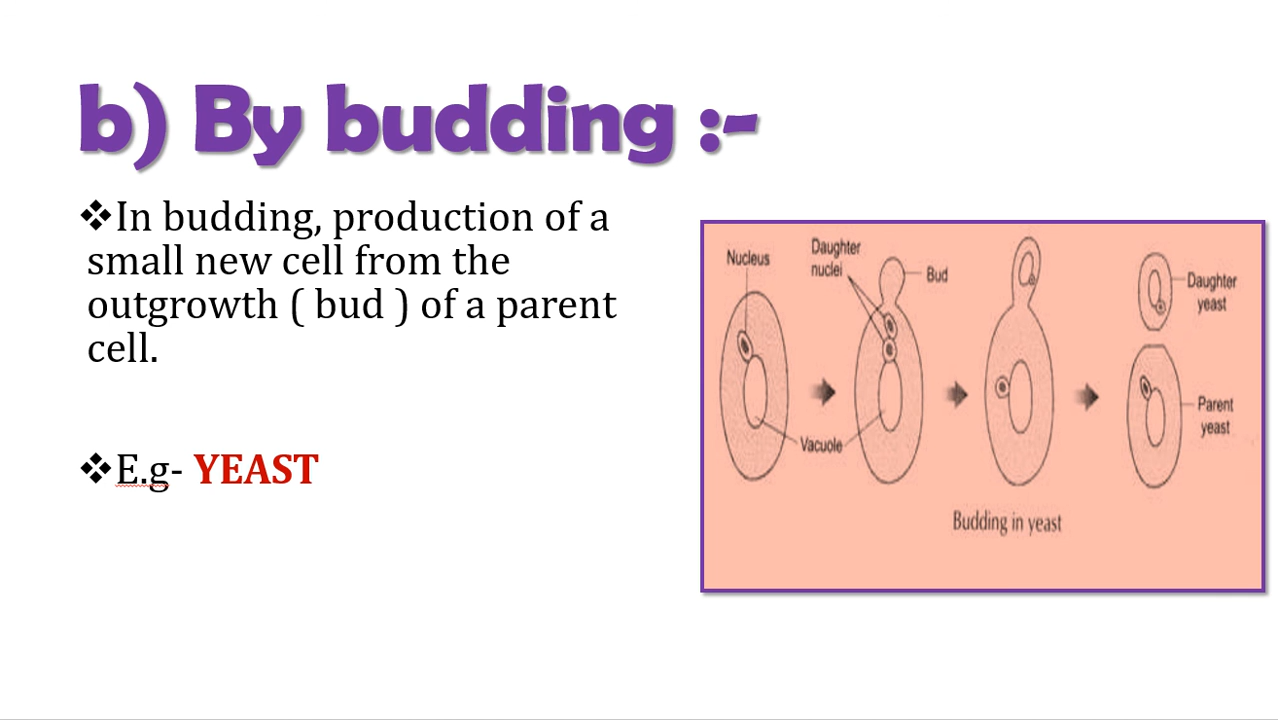 b) By budding :-
❖In budding, production of a
small new cell from the
outgrowth ( bud ) of a parent
cell.
❖E.g- YEAST
Nucleus
Daughter
nuclei
Bud
Vacuole
Daughter
yeast
Parent
yeast
Budding in yeast